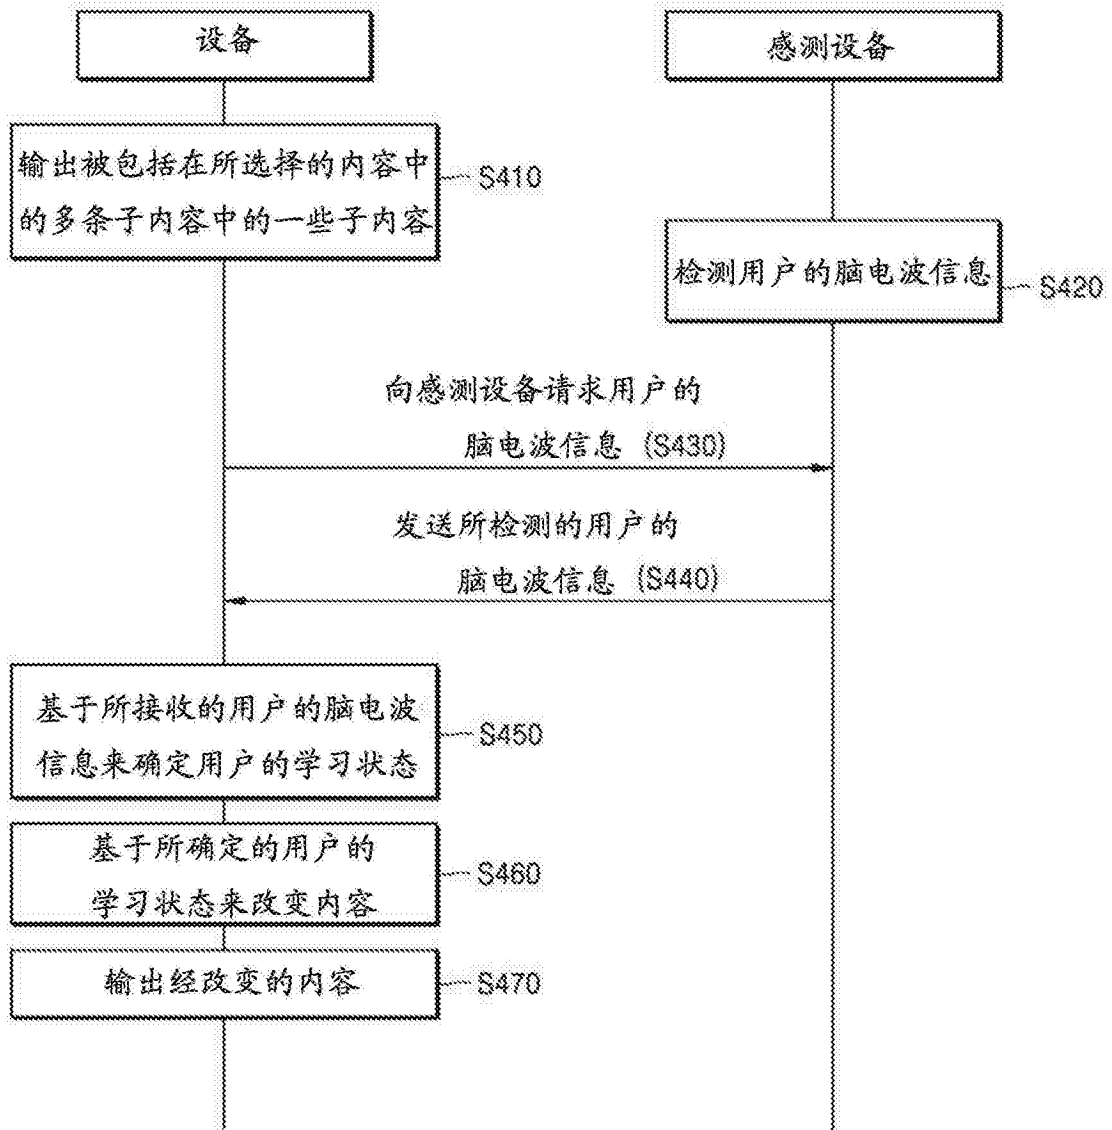 设备
感测设备
输出被包括在所选择的内容中
的多条子内容中的一些子内容
S410
检测用户的脑电波信息
S420
向感测设备请求用户的
脑电波信息 (S430)
发送所检测的用户的
脑电波信息 (S440)
基于所接收的用户的脑电波
信息来确定用户的学习状态
S450
基于所确定的用户的
学习状态来改变内容
S460
输出经改变的内容
S470